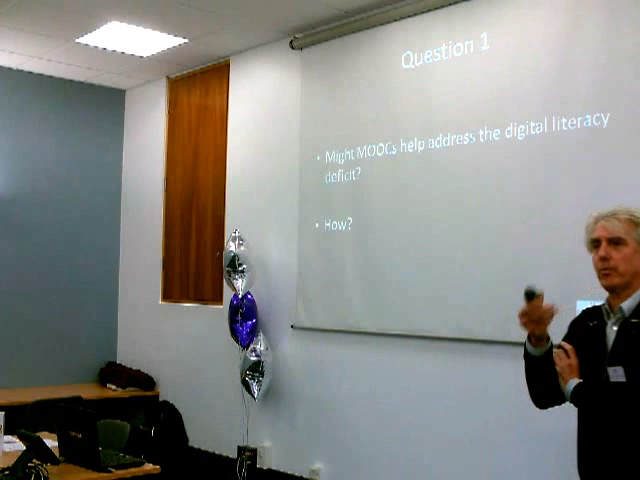 Question 1
• Might MOOCs help address the digital literacy
deficit?
• How?